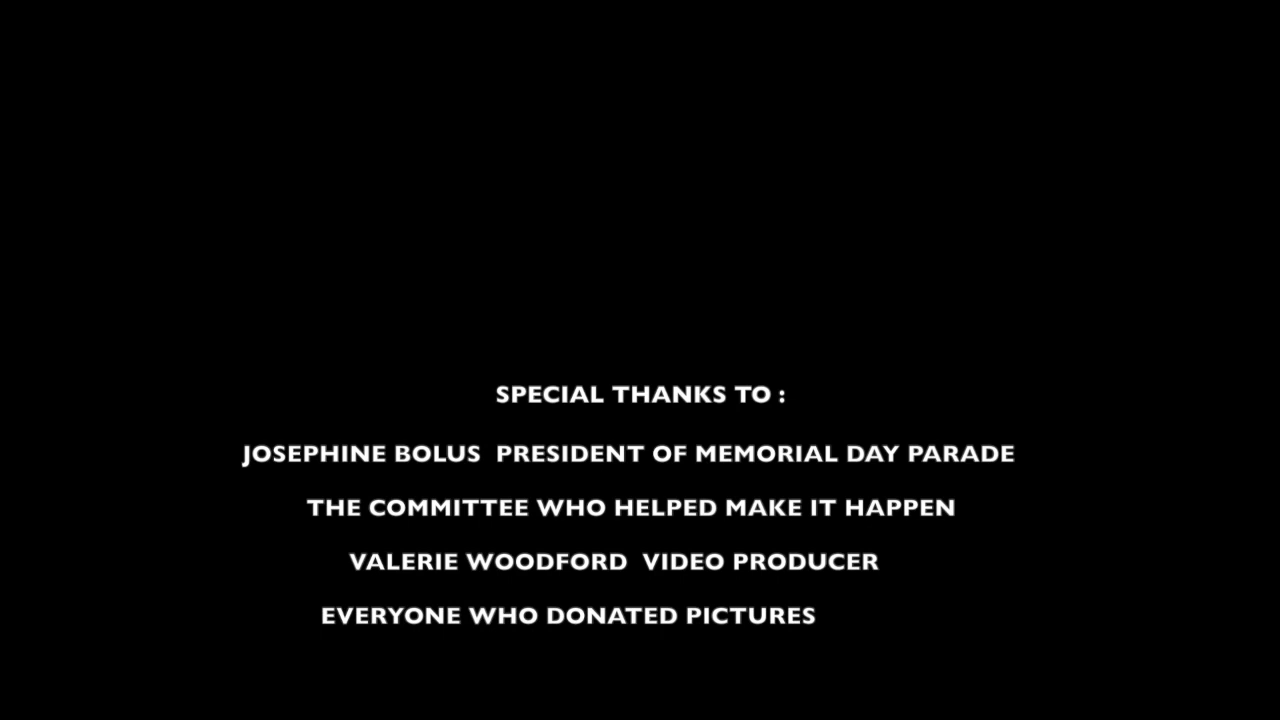 SPECIAL THANKS TO :
JOSEPHINE BOLUS  PRESIDENT OF MEMORIAL DAY PARADE
THE COMMITTEE WHO HELPED MAKE IT HAPPEN
VALERIE WOODFORD  VIDEO PRODUCER
EVERYONE WHO DONATED PICTURES